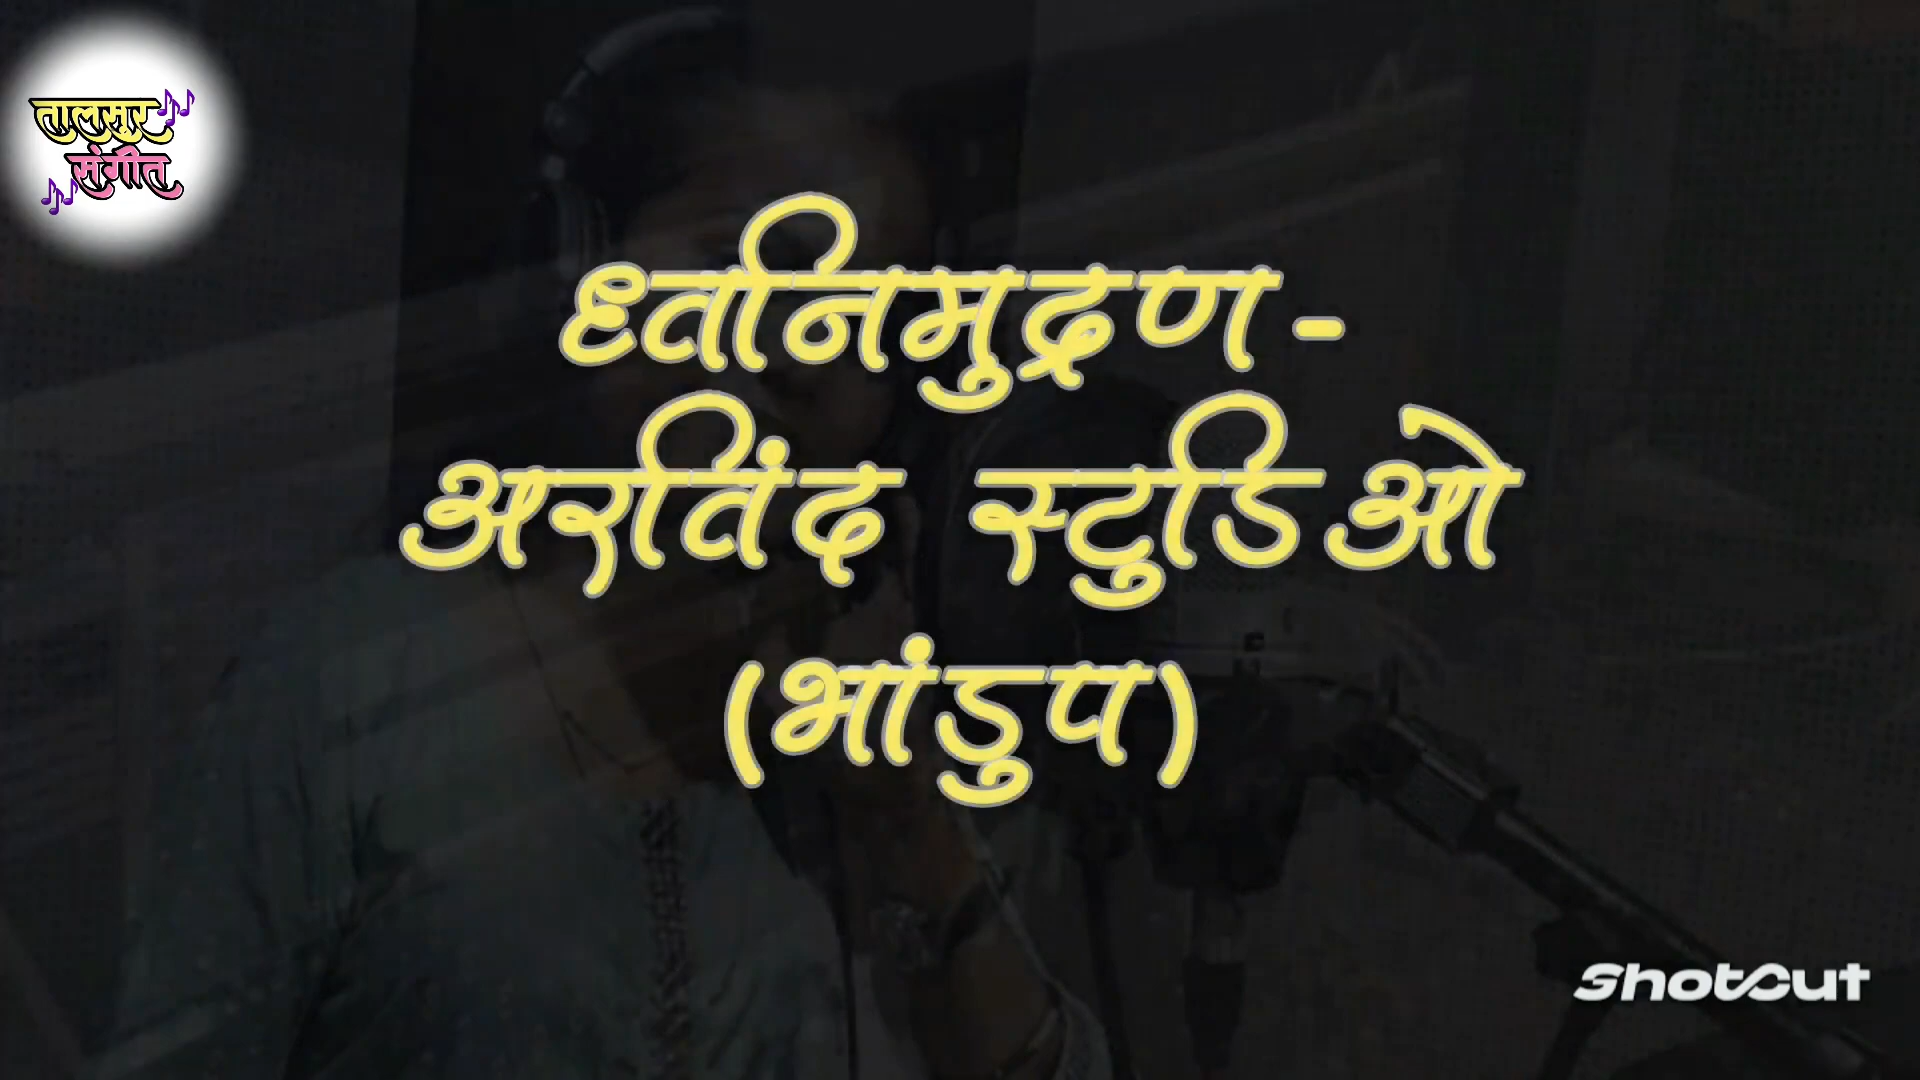 तालसूर
संगीत
ध्वनिमुद्रण-
अरविंद स्टुडिओ
(भांडुप)
ShotCut